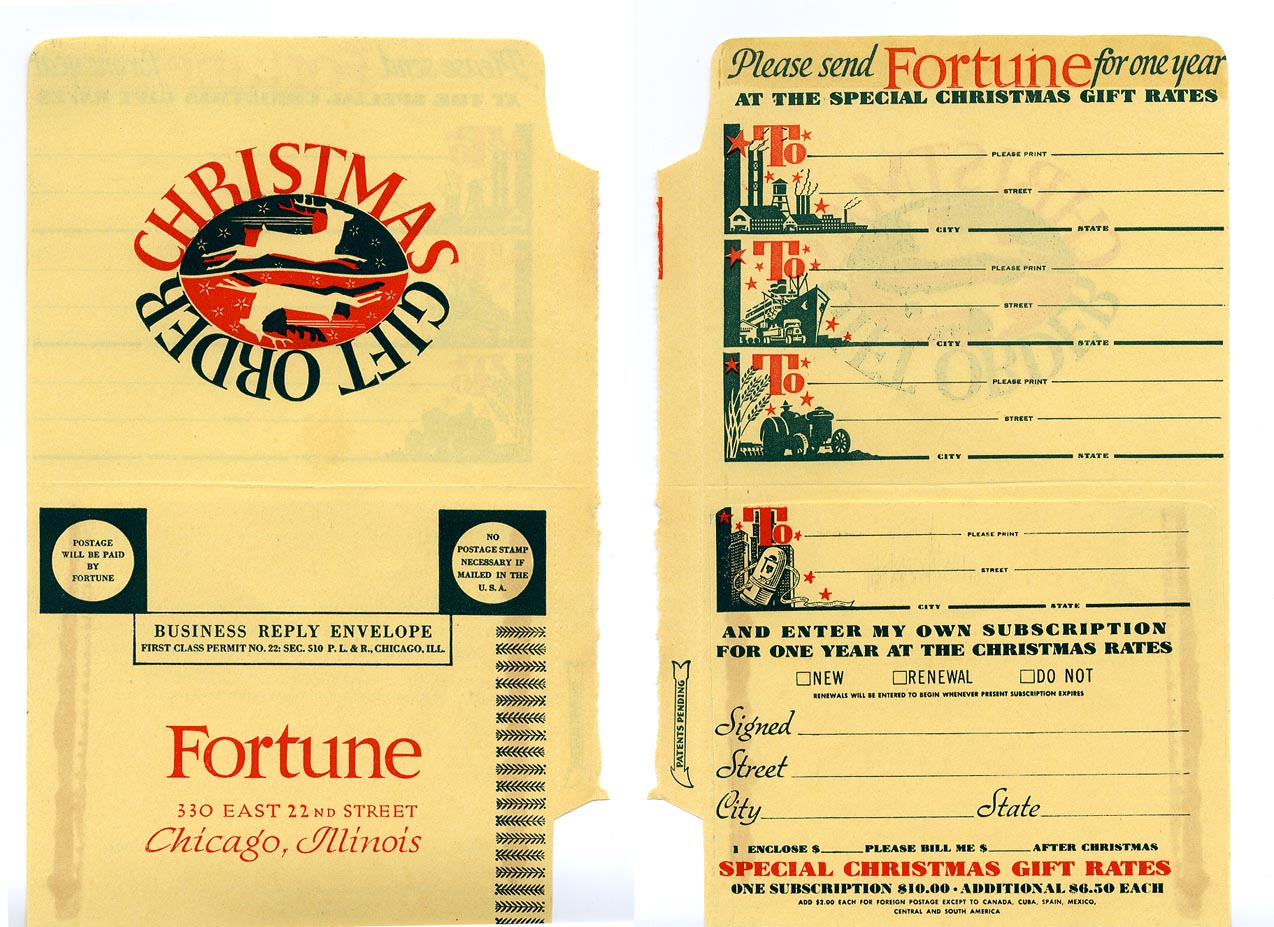 CHRISTMAS
GIFT ORDER
POSTAGE
WILL BE PAID
BY
FORTUNE
NO
POSTAGE STAMP
NECESSARY IF
MAILED IN THE
U. S. A.
BUSINESS REPLY ENVELOPE
FIRST CLASS PERMIT NO. 22: SEC. 510 P. L. & R., CHICAGO, ILL.
Fortune
330 EAST 22ND STREET
Chicago, Illinois
Please send Fortune for one year
AT THE SPECIAL CHRISTMAS GIFT RATES
To PLEASE PRINT
STREET
CITY STATE
To PLEASE PRINT
STREET
CITY STATE
To PLEASE PRINT
STREET
CITY STATE
To PLEASE PRINT
STREET
CITY STATE
AND ENTER MY OWN SUBSCRIPTION
FOR ONE YEAR AT THE CHRISTMAS RATES
□NEW □RENEWAL □DO NOT
RENEWALS WILL BE ENTERED TO BEGIN WHENEVER PRESENT SUBSCRIPTION EXPIRES
PATENTS PENDING
Signed
Street
City State
I ENCLOSE $ PLEASE BILL ME $ AFTER CHRISTMAS
SPECIAL CHRISTMAS GIFT RATES
ONE SUBSCRIPTION $10.00 · ADDITIONAL $6.50 EACH
ADD $2.00 EACH FOR FOREIGN POSTAGE EXCEPT TO CANADA, CUBA, SPAIN, MEXICO,
CENTRAL AND SOUTH AMERICA